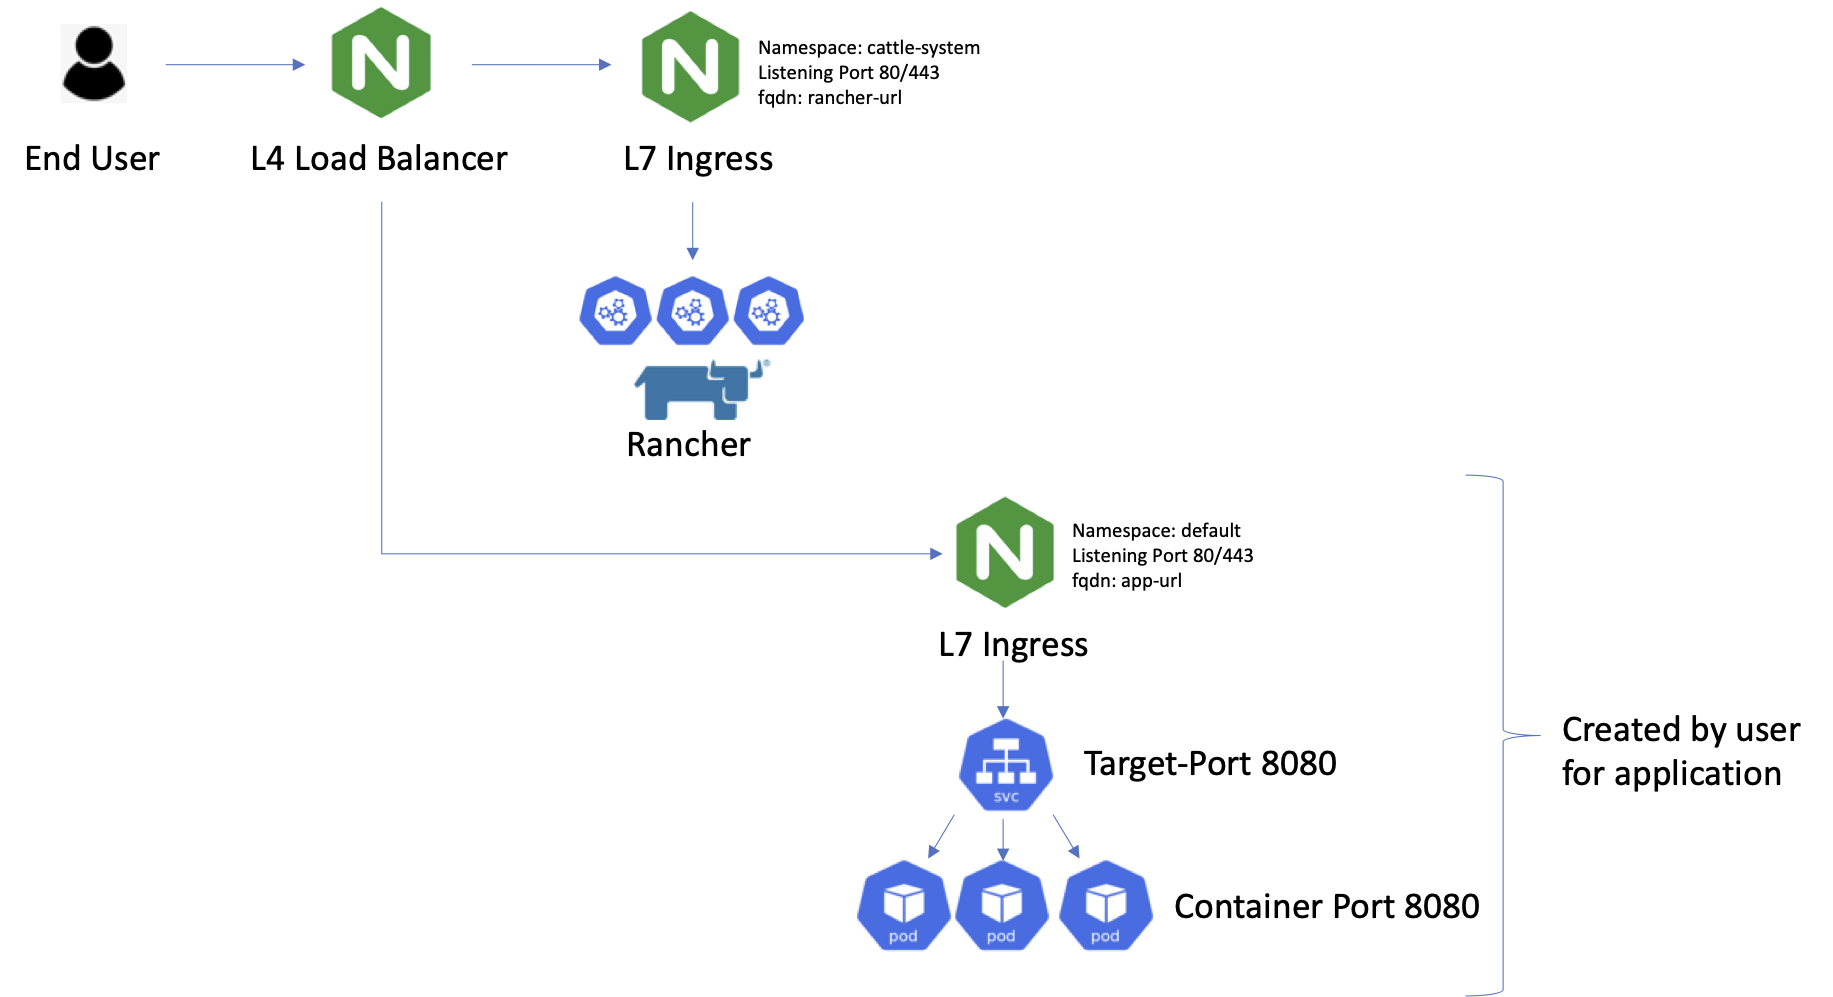 Namespace: cattle-system
Listening Port 80/443
fqdn: rancher-url
End User
L4 Load Balancer
L7 Ingress
®
Rancher
Namespace: default
Listening Port 80/443
fqdn: app-url
L7 Ingress
svc
Target-Port 8080
Created by user
for application
pod
pod
pod
Container Port 8080